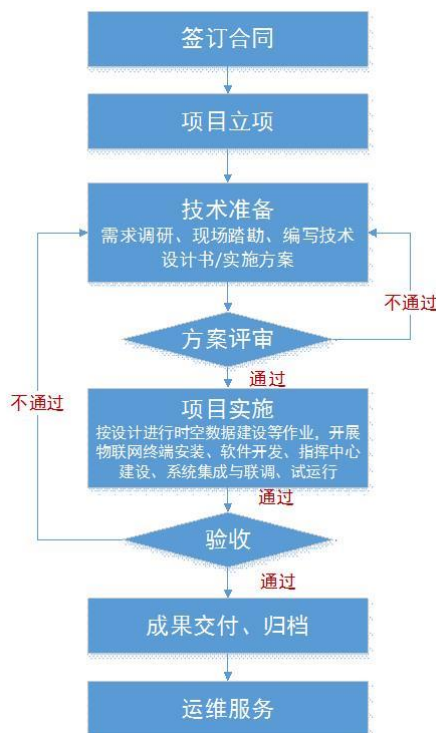 签订合同
项目立项
技术准备
需求调研、现场踏勘、编写技术
设计书/实施方案
不通过
方案评审
通过
不通过
项目实施
按设计进行时空数据建设等作业，开展
物联网终端安装、软件开发、指挥中心
建设、系统集成与联调、试运行
通过
验收
通过
成果交付、归档
运维服务